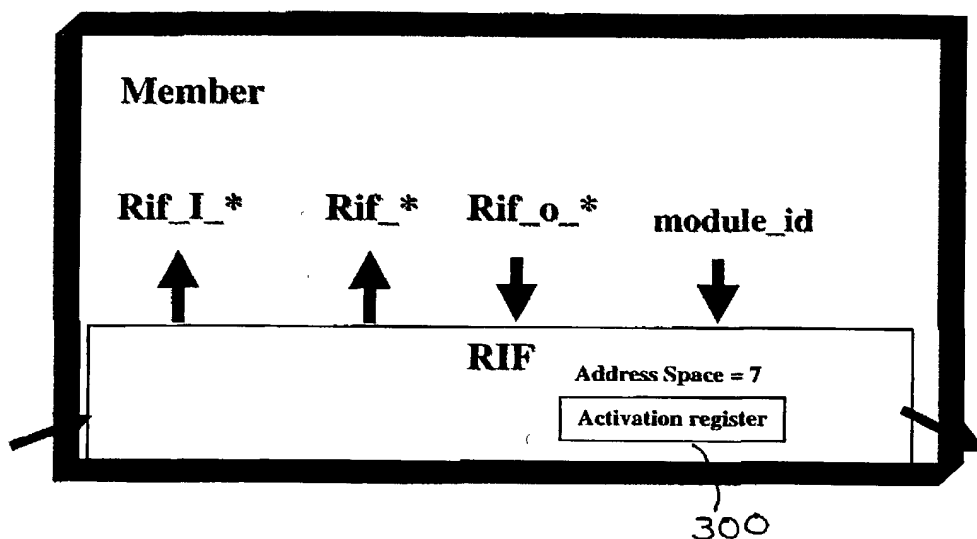 Member
Rif_I_* Rif_* Rif_o_* module_id
RIF
Address Space = 7
Activation register
300